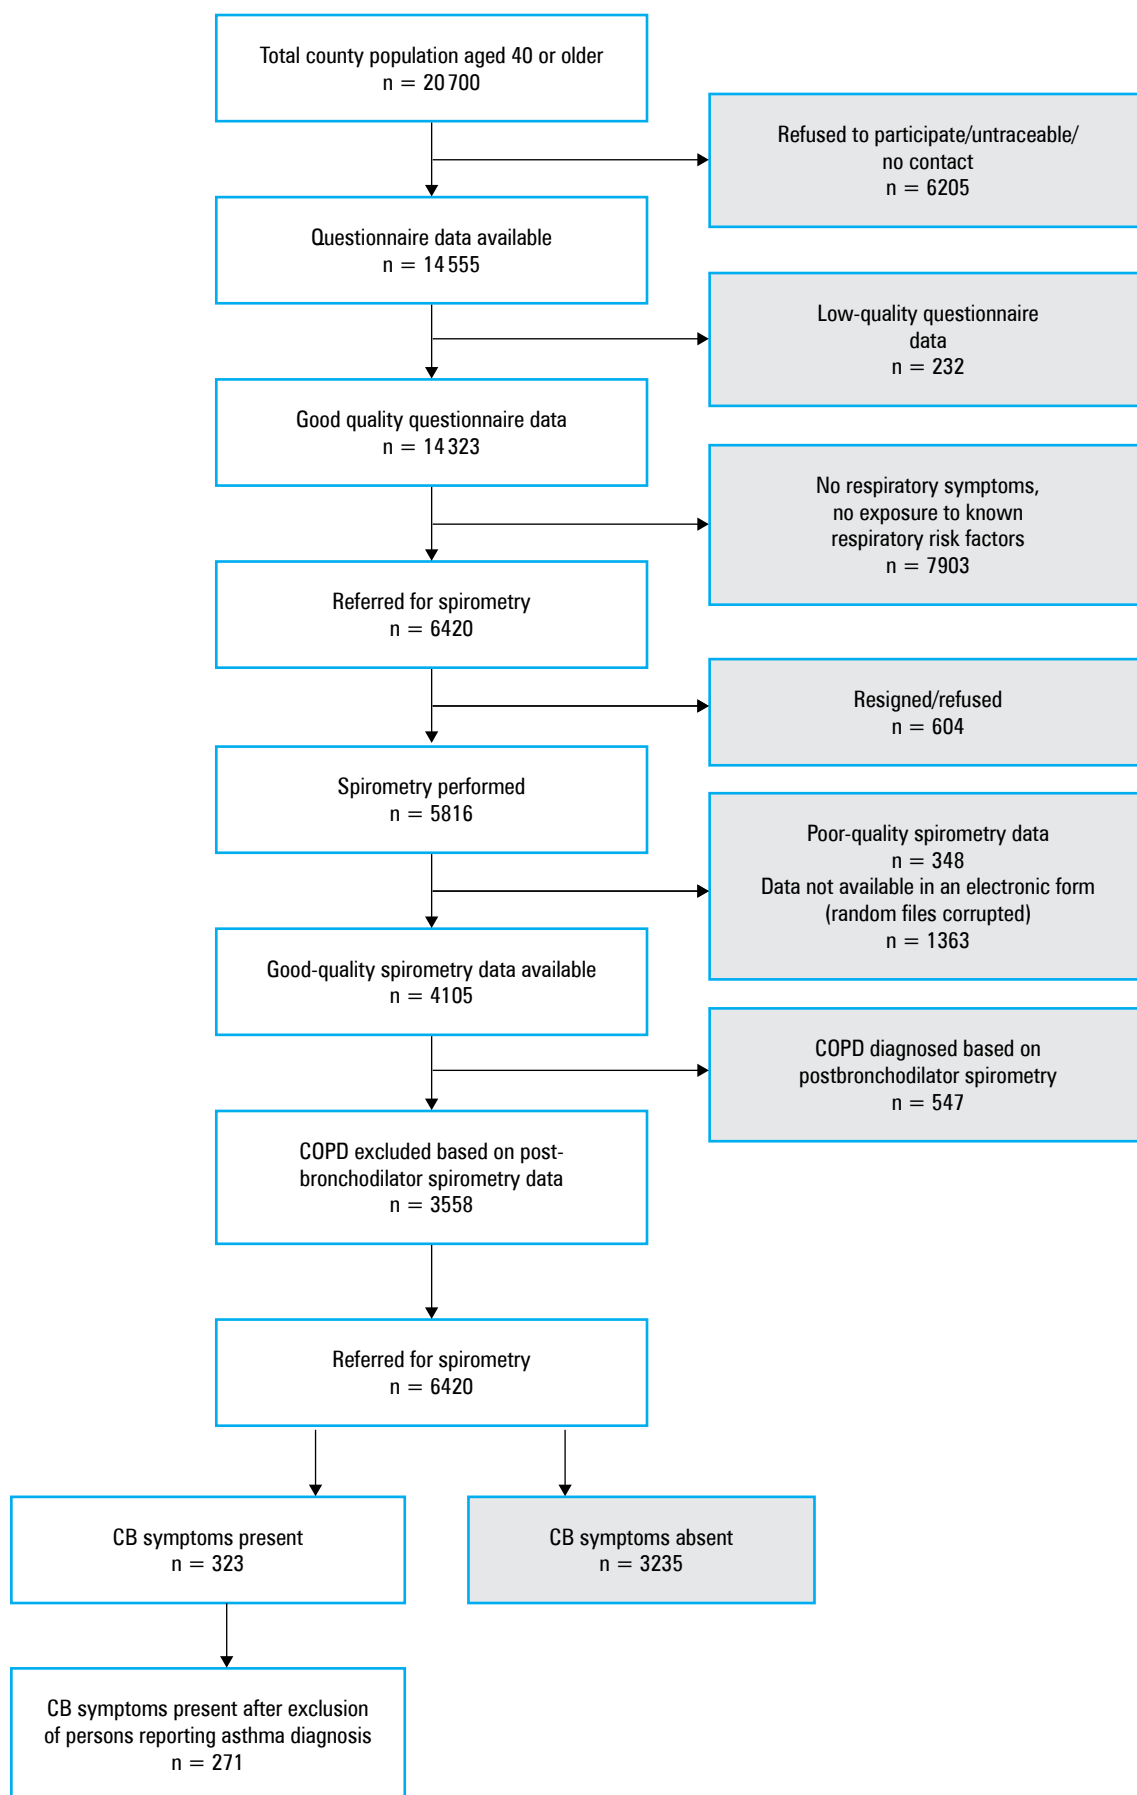 Total county population aged 40 or older
n = 20 700
Refused to participate/untraceable/
no contact
n = 6205
Questionnaire data available
n = 14 555
Low-quality questionnaire
data
n = 232
Good quality questionnaire data
n = 14 323
No respiratory symptoms,
no exposure to known
respiratory risk factors
n = 7903
Referred for spirometry
n = 6420
Resigned/refused
n = 604
Spirometry performed
n = 5816
Poor-quality spirometry data
n = 348
Data not available in an electronic form
(random files corrupted)
n = 1363
Good-quality spirometry data available
n = 4105
COPD diagnosed based on
postbronchodilator spirometry
n = 547
COPD excluded based on post-
bronchodilator spirometry data
n = 3558
Referred for spirometry
n = 6420
CB symptoms present
n = 323
CB symptoms absent
n = 3235
CB symptoms present after exclusion
of persons reporting asthma diagnosis
n = 271